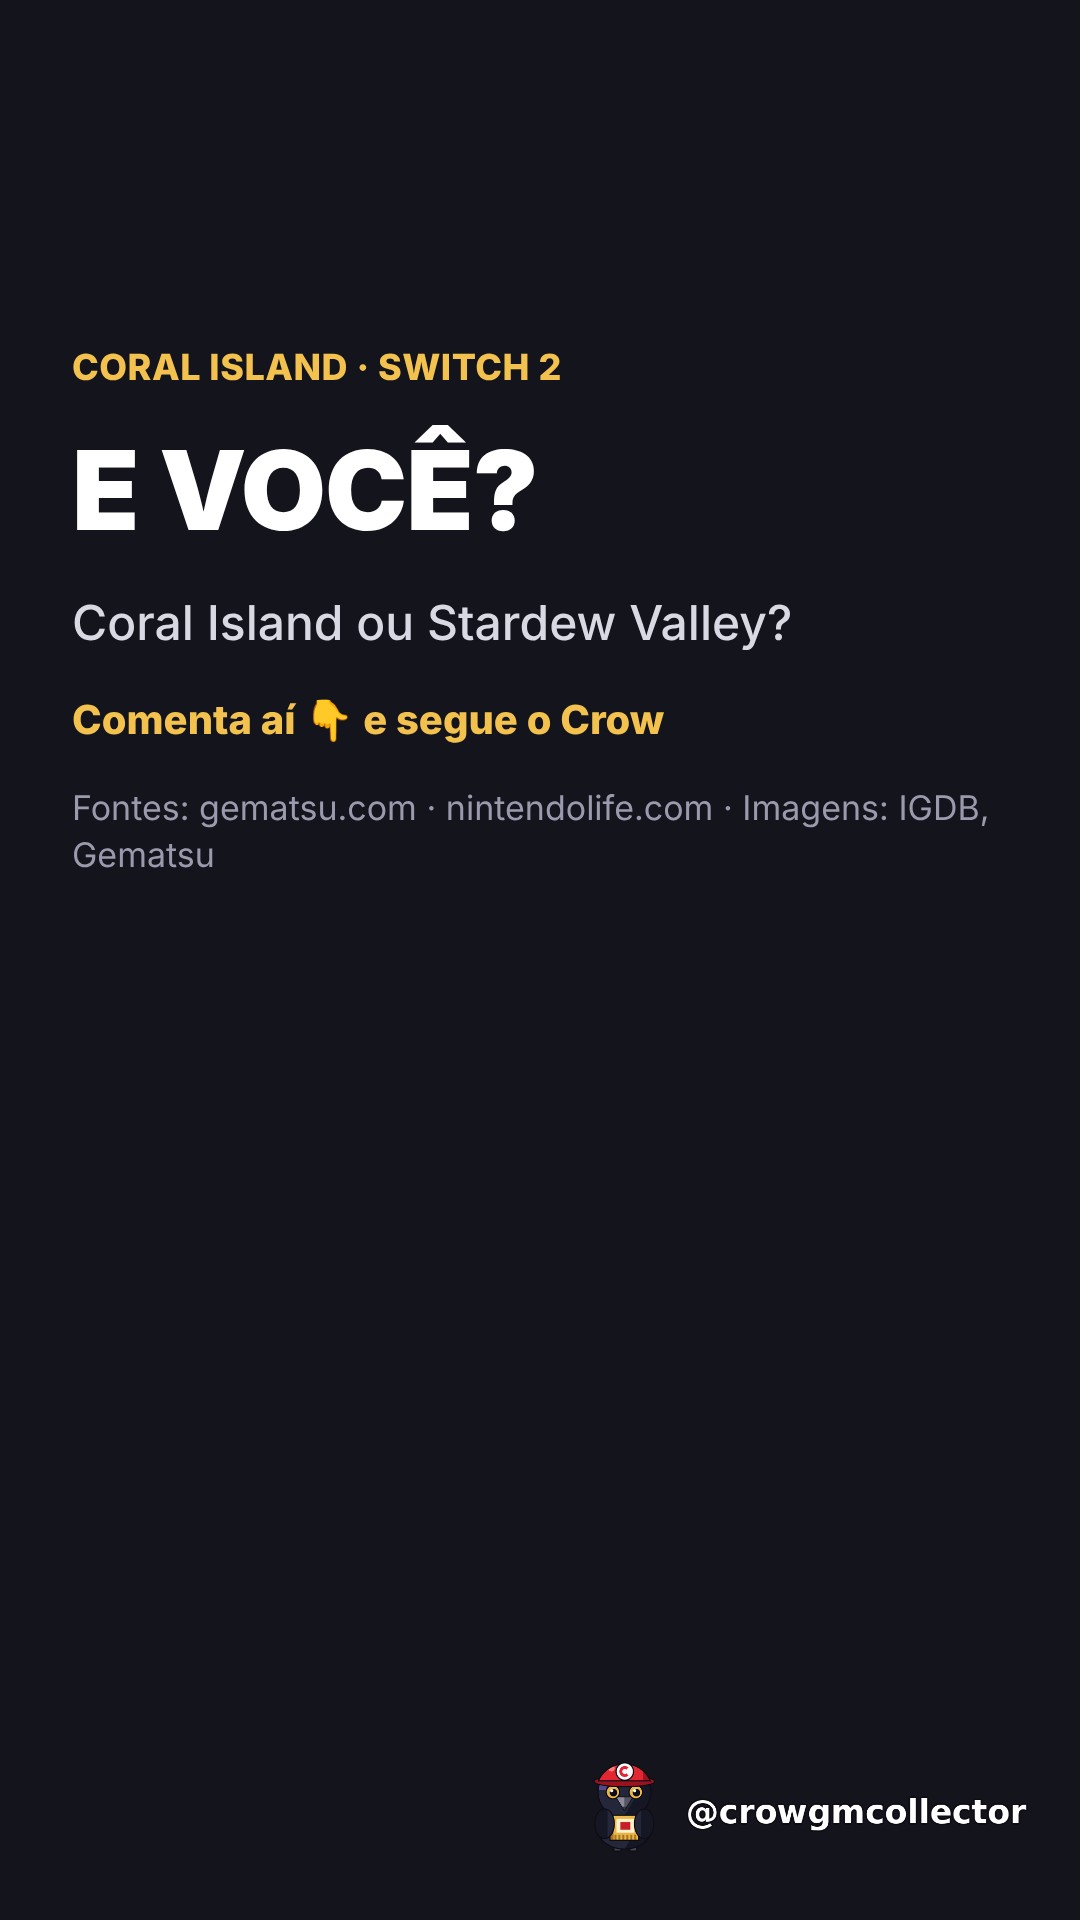 CORAL ISLAND · SWITCH 2
E VOCÊ?
Coral Island ou Stardew Valley?
Comenta aí 👇 e segue o Crow
Fontes: gematsu.com · nintendolife.com · Imagens: IGDB,
Gematsu
C
@crowgmcollector